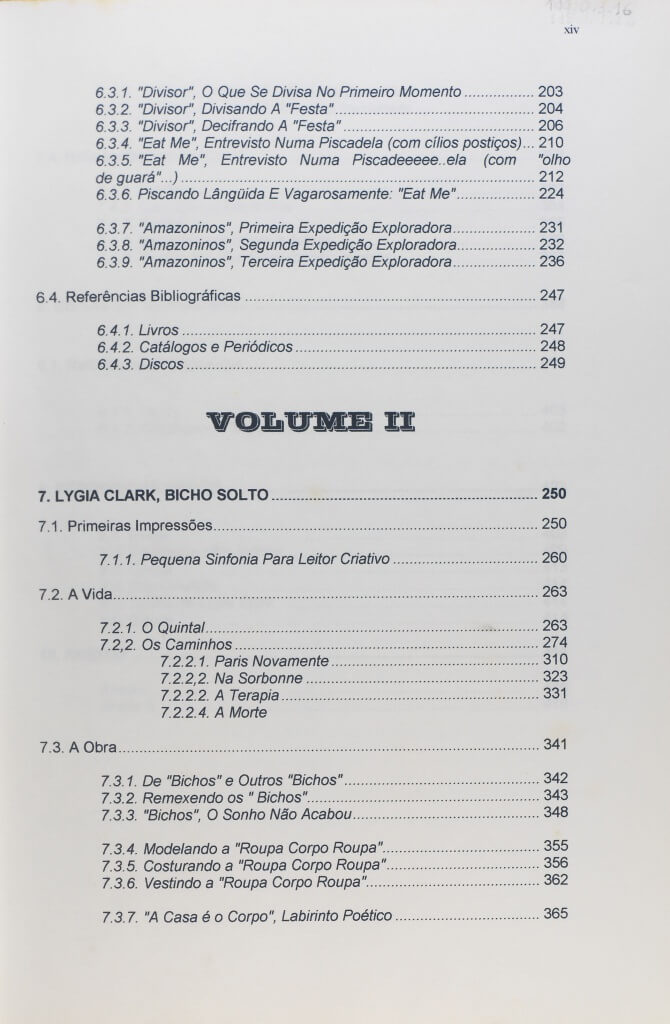 xiv
6.3.1. "Divisor", O Que Se Divisa No Primeiro Momento ................. 203
6.3.2. "Divisor", Divisando A "Festa" ................................................. 204
6.3.3. "Divisor", Decifrando A "Festa" ............................................... 206
6.3.4. "Eat Me", Entrevisto Numa Piscadela (com cílios postiços)... 210
6.3.5. "Eat Me", Entrevisto Numa Piscadeeeee..ela (com "olho
de guará"...) ....................................................................................... 212
6.3.6. Piscando Lângüida E Vagarosamente: "Eat Me" ................... 224
6.3.7. "Amazoninos", Primeira Expedição Exploradora .................... 231
6.3.8. "Amazoninos", Segunda Expedição Exploradora ................... 232
6.3.9. "Amazoninos", Terceira Expedição Exploradora .................... 236
6.4. Referências Bibliográficas ................................................................ 247
6.4.1. Livros ....................................................................................... 247
6.4.2. Catálogos e Periódicos ............................................................ 248
6.4.3. Discos ...................................................................................... 249
VOLUME II
7. LYGIA CLARK, BICHO SOLTO .......................................................... 250
7.1. Primeiras Impressões ....................................................................... 250
7.1.1. Pequena Sinfonia Para Leitor Criativo ..................................... 260
7.2. A Vida ............................................................................................... 263
7.2.1. O Quintal .................................................................................. 263
7.2,2. Os Caminhos ........................................................................... 274
7.2.2.1. Paris Novamente .............................................................. 310
7.2.2,2. Na Sorbonne .................................................................... 323
7.2.2.2. A Terapia .......................................................................... 331
7.2.2.4. A Morte
7.3. A Obra .............................................................................................. 341
7.3.1. De "Bichos" e Outros "Bichos" ................................................. 342
7.3.2. Remexendo os " Bichos" .......................................................... 343
7.3.3. "Bichos", O Sonho Não Acabou ............................................... 348
7.3.4. Modelando a "Roupa Corpo Roupa" ........................................ 355
7.3.5. Costurando a "Roupa Corpo Roupa" ....................................... 356
7.3.6. Vestindo a "Roupa Corpo Roupa" ............................................ 362
7.3.7. "A Casa é o Corpo", Labirinto Poético ..................................... 365